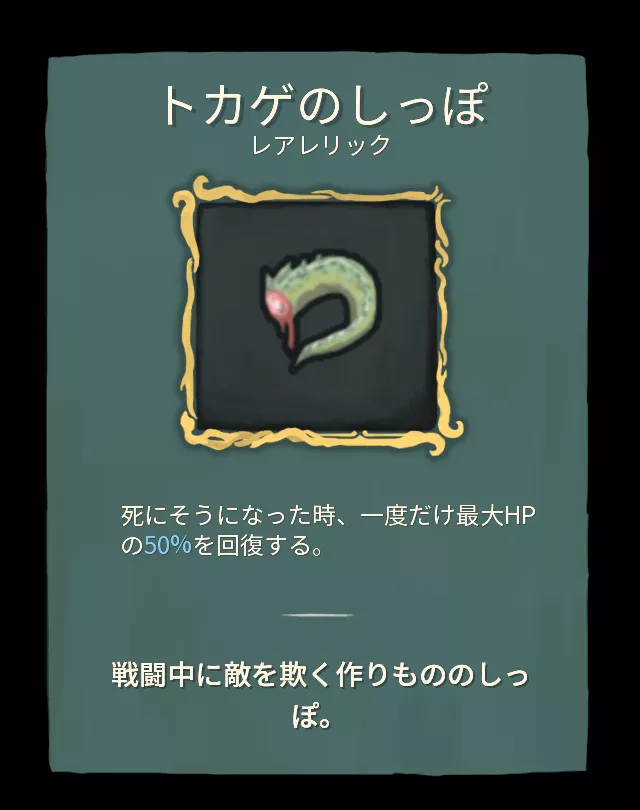 トカゲのしっぽ
レアレリック
死にそうになった時、一度だけ最大HP
の50%を回復する。
戦闘中に敵を欺く作りもののしっ
ぽ。